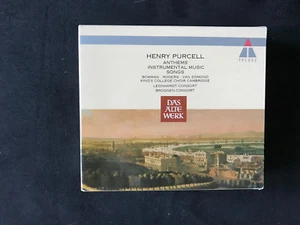 HENRY PURCELL
ANTHEMS
INSTRUMENTAL MUSIC
SONGS
BOWMAN · ROGERS · VAN EGMOND
KING'S COLLEGE CHOIR CAMBRIDGE
LEONHARDT-CONSORT
BRÜGGEN-CONSORT
TELDEC
DAS
ALTE
WERK